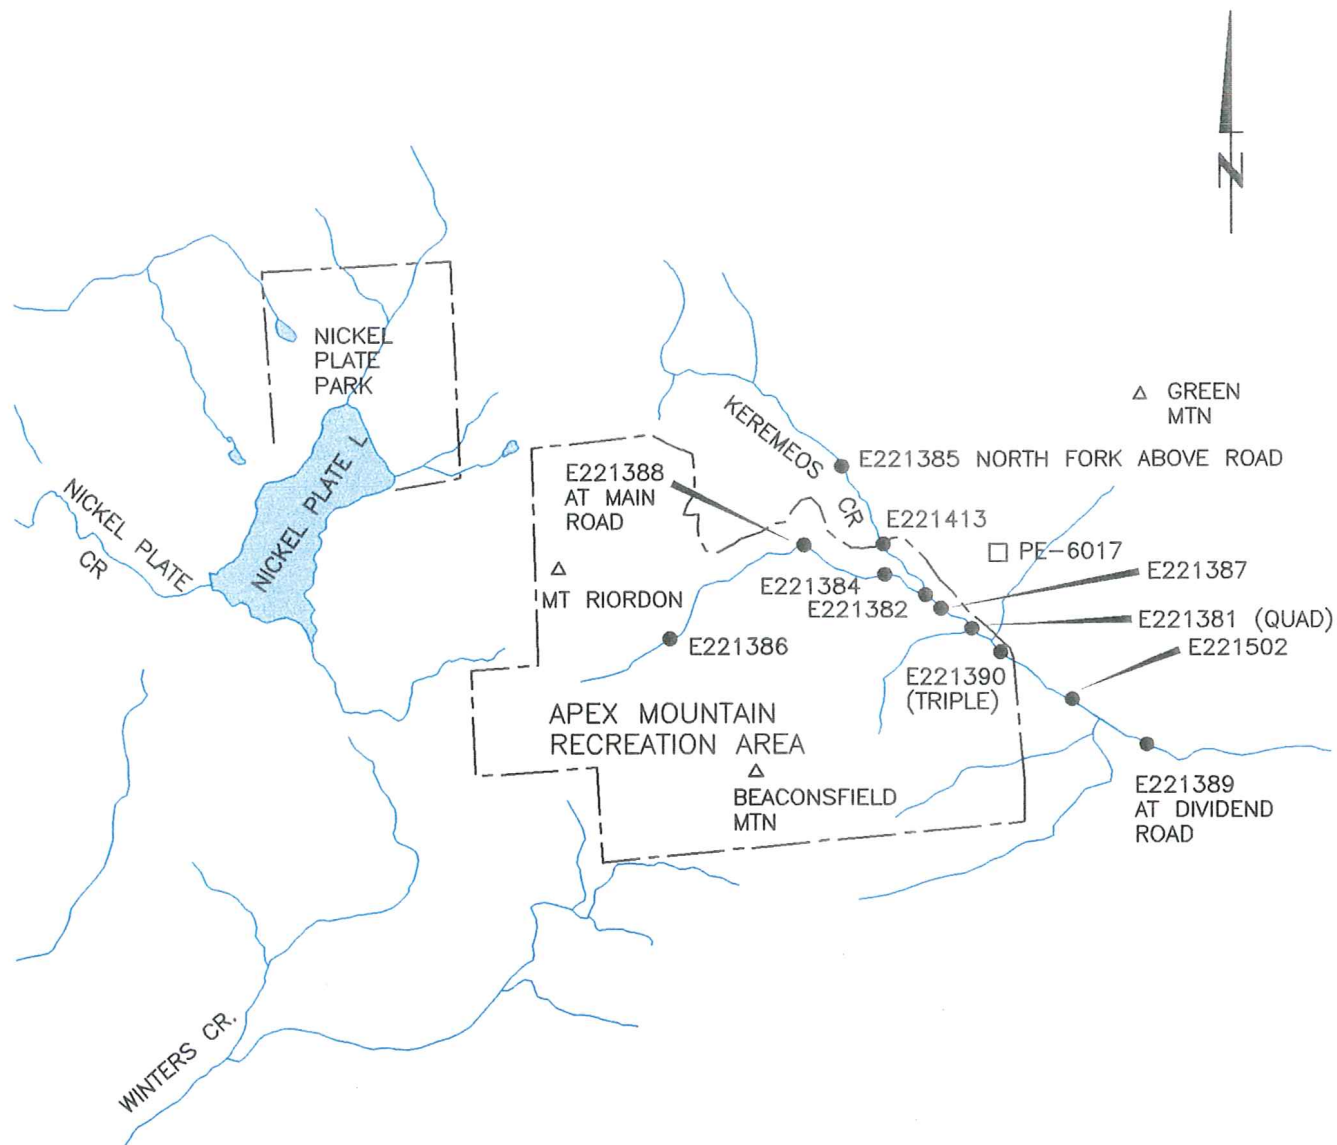 N
NICKEL
PLATE
PARK
NICKEL PLATE L
NICKEL PLATE
CR
KEREMEOS CR
GREEN
MTN
E221385 NORTH FORK ABOVE ROAD
E221388
AT MAIN
ROAD
E221413
PE-6017
E221387
E221384
E221382
E221381 (QUAD)
E221502
MT RIORDON
E221386
E221390
(TRIPLE)
APEX MOUNTAIN
RECREATION AREA
BEACONSFIELD
MTN
E221389
AT DIVIDEND
ROAD
WINTERS CR.